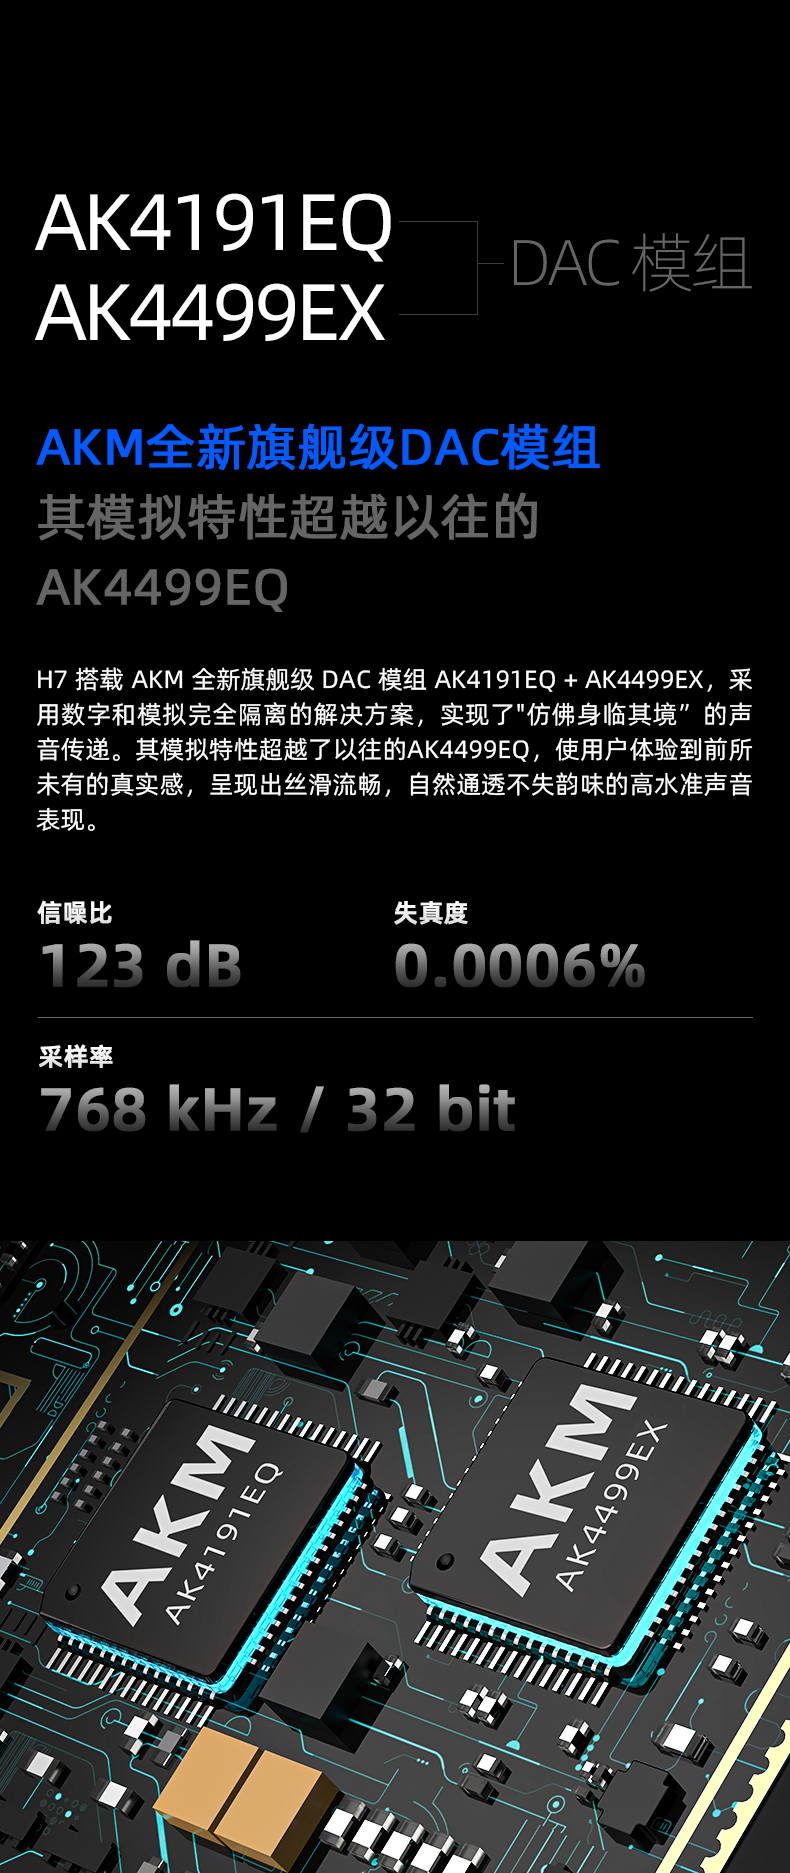 AK4191EQ
AK4499EX
DAC 模组
AKM全新旗舰级DAC模组
其模拟特性超越以往的
AK4499EQ
H7 搭载 AKM 全新旗舰级 DAC 模组 AK4191EQ + AK4499EX，采
用数字和模拟完全隔离的解决方案，实现了"仿佛身临其境”的声
音传递。其模拟特性超越了以往的AK4499EQ，使用户体验到前所
未有的真实感，呈现出丝滑流畅，自然通透不失韵味的高水准声音
表现。
信噪比
123 dB
失真度
0.0006%
采样率
768 kHz / 32 bit
AKM
AK4191EQ
AKM
AK4499EX